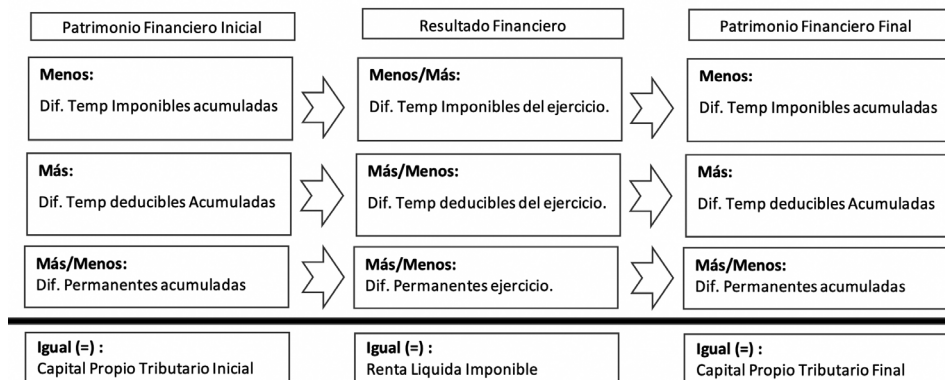 Patrimonio Financiero Inicial
Resultado Financiero
Patrimonio Financiero Final
Menos:
Dif. Temp Imponibles acumuladas
Menos/Más:
Dif. Temp Imponibles del ejercicio.
Menos:
Dif. Temp Imponibles acumuladas
Más:
Dif. Temp deducibles Acumuladas
Más/Menos:
Dif. Temp deducibles del ejercicio.
Más:
Dif. Temp deducibles Acumuladas
Más/Menos:
Dif. Permanentes acumuladas
Más/Menos:
Dif. Permanentes ejercicio.
Más/Menos:
Dif. Permanentes acumuladas
Igual (=) :
Capital Propio Tributario Inicial
Igual (=) :
Renta Liquida Imponible
Igual (=) :
Capital Propio Tributario Final